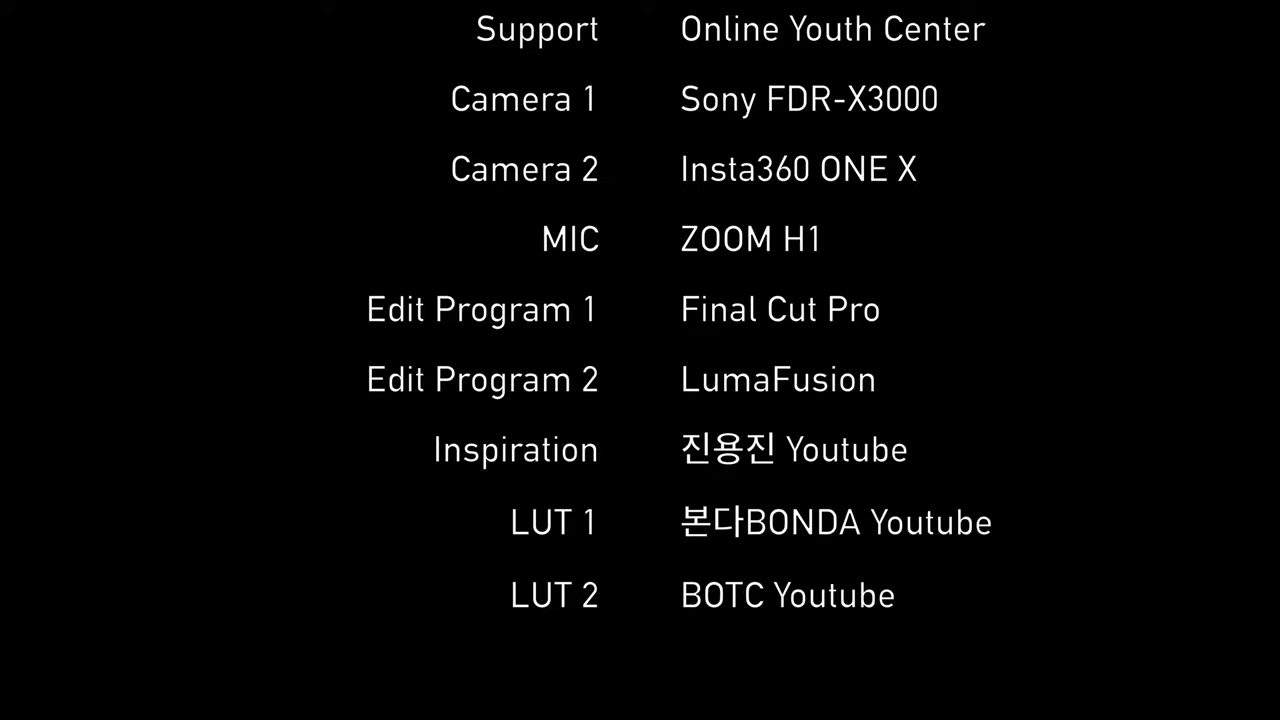 Support Online Youth Center
Camera 1 Sony FDR-X3000
Camera 2 Insta360 ONE X
MIC ZOOM H1
Edit Program 1 Final Cut Pro
Edit Program 2 LumaFusion
Inspiration 진용진 Youtube
LUT 1 본다BONDA Youtube
LUT 2 BOTC Youtube